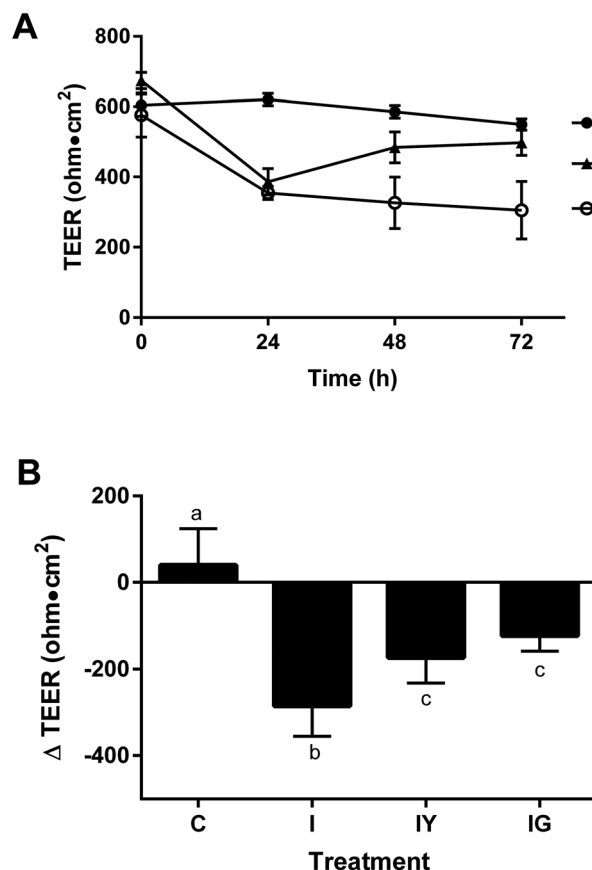 A
800
600
400
200
0
TEER (ohm●cm²)
0 24 48 72
Time (h)
B
200
0
-200
-400
Δ TEER (ohm●cm²)
a
b
c
c
C I IY IG
Treatment